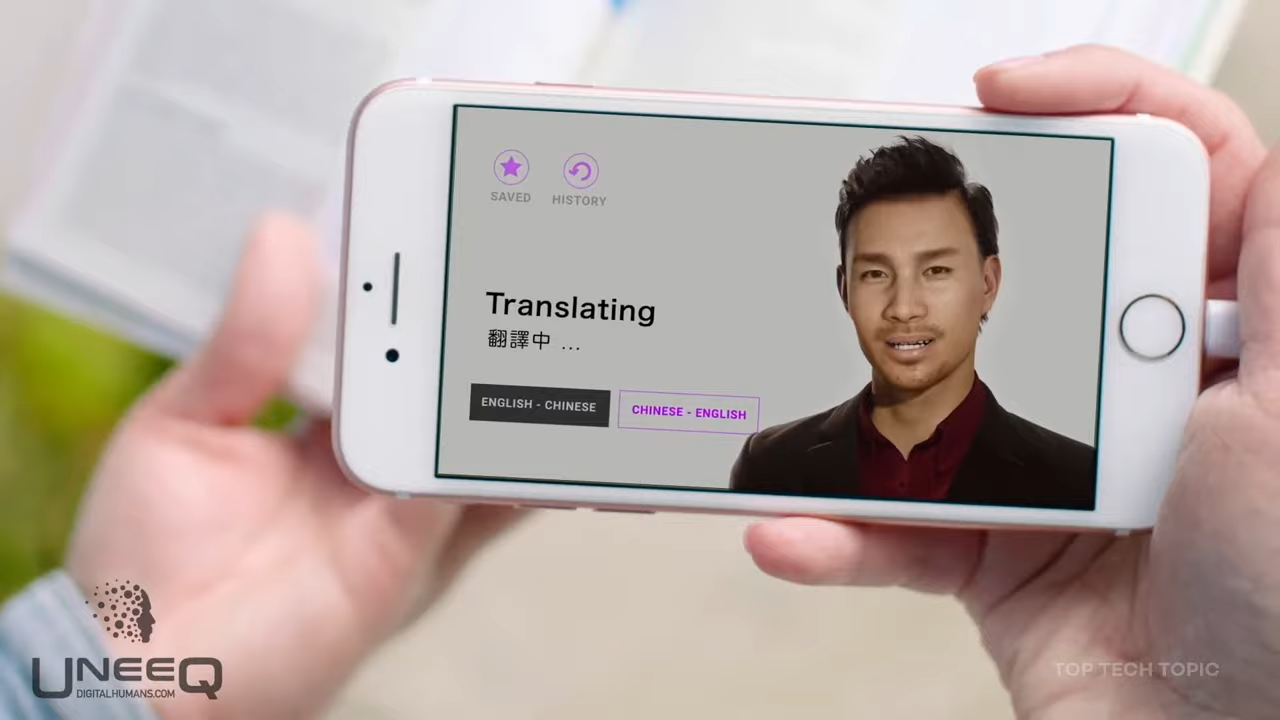 SAVED HISTORY
Translating
翻譯中 ...
ENGLISH - CHINESE CHINESE - ENGLISH
UNEEQ
DIGITALHUMANS.COM
TOP TECH TOPIC